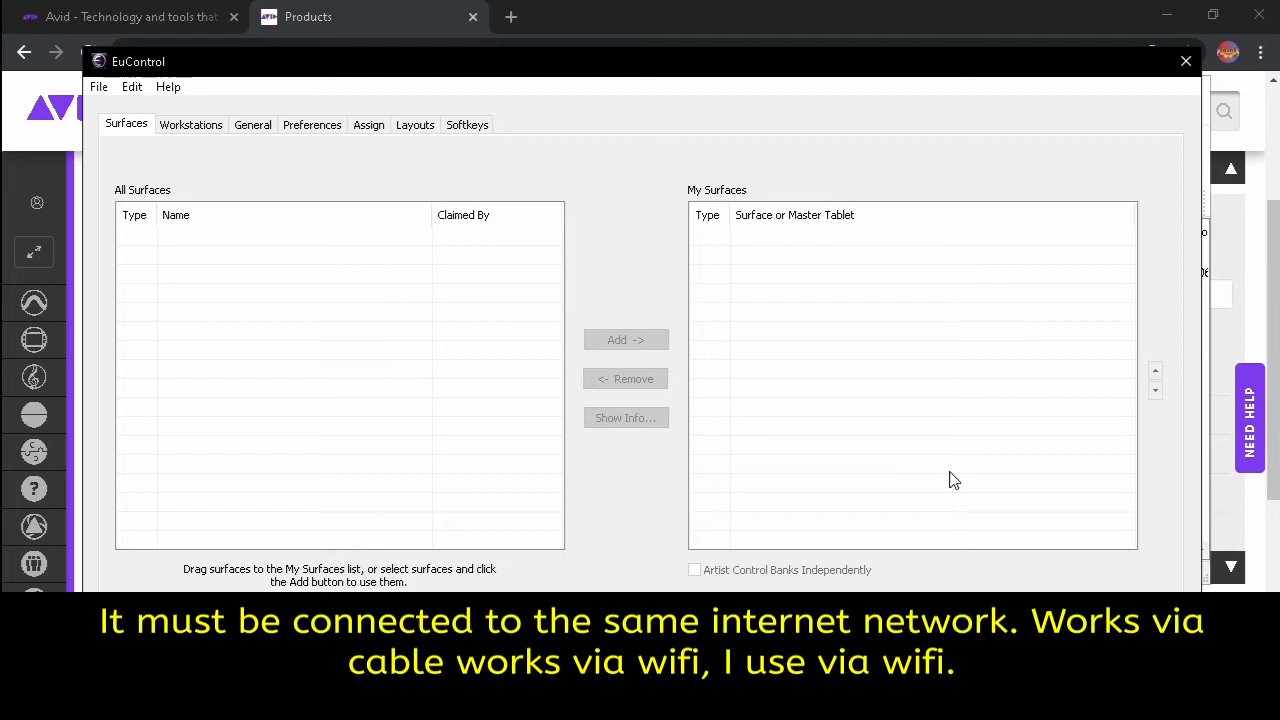 Avid - Technology and tools that
Products
EuControl
File Edit Help
AVI
Surfaces Workstations General Preferences Assign Layouts Softkeys
All Surfaces
My Surfaces
Type Name Claimed By
Type Surface or Master Tablet
Add ->
<- Remove
Show Info...
NEED HELP
Drag surfaces to the My Surfaces list, or select surfaces and click
the Add button to use them.
Artist Control Banks Independently
It must be connected to the same internet network. Works via
cable works via wifi, I use via wifi.